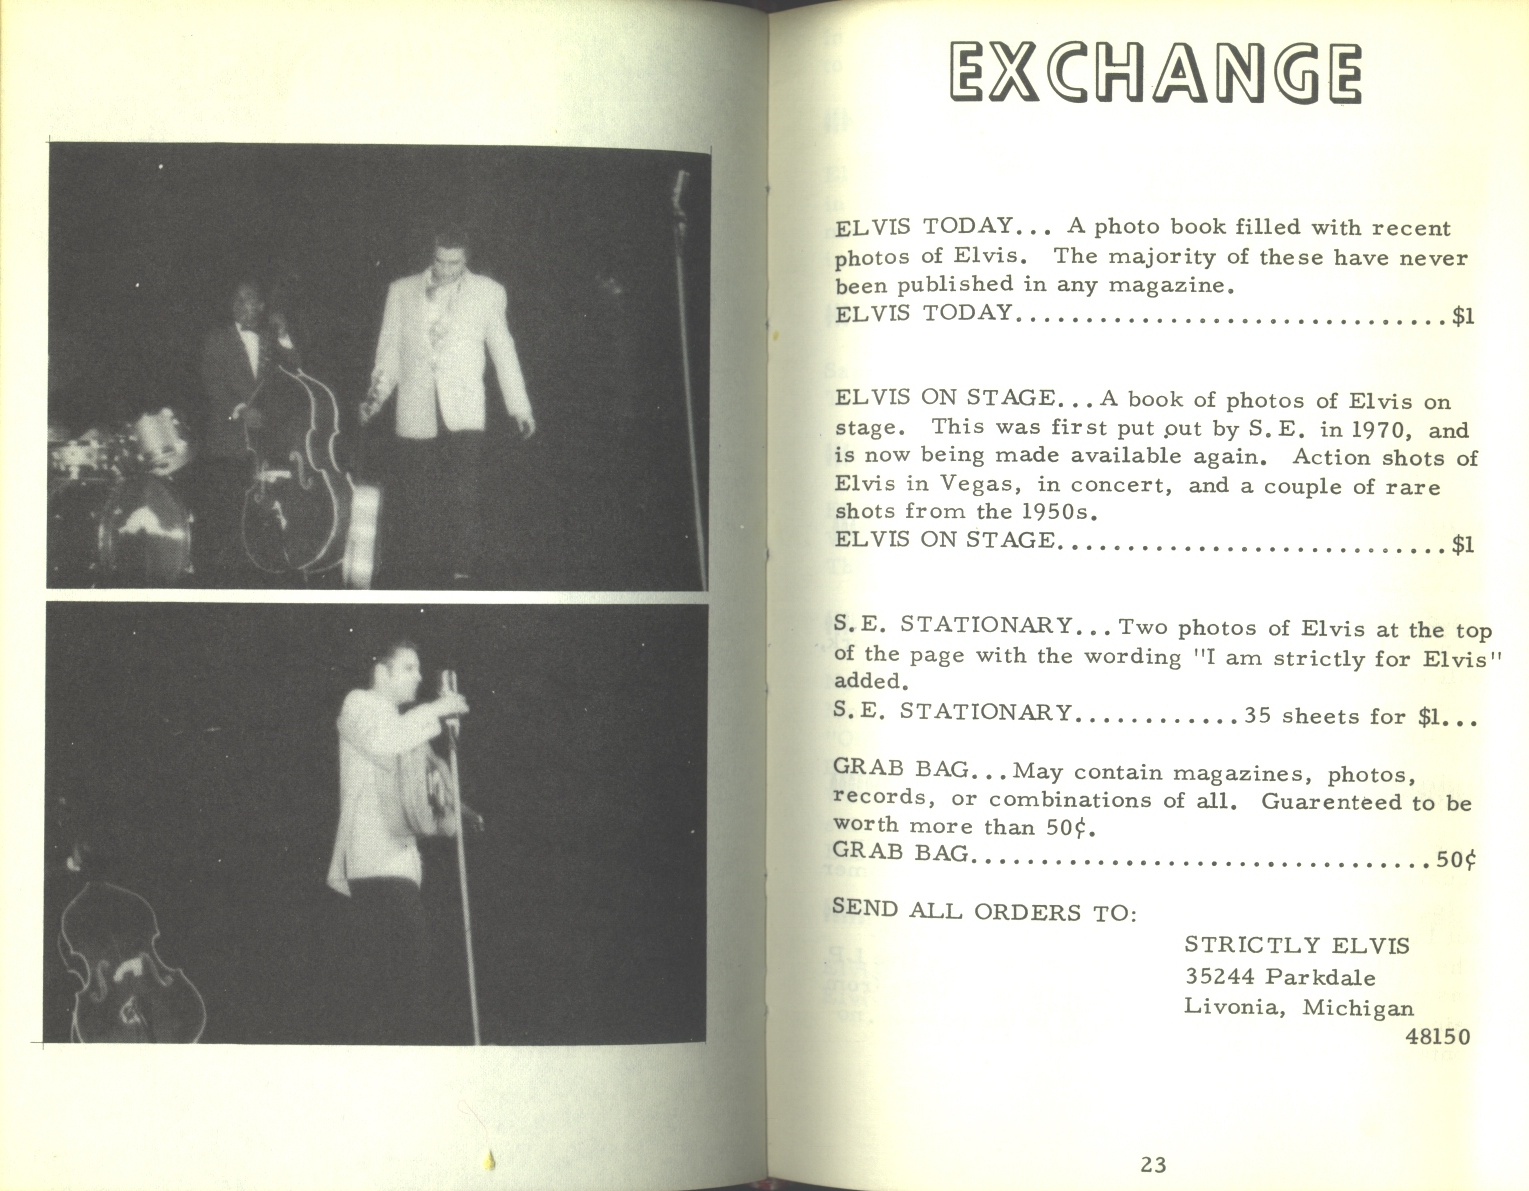 EXCHANGE
ELVIS TODAY... A photo book filled with recent
photos of Elvis. The majority of these have never
been published in any magazine.
ELVIS TODAY...............................$1
ELVIS ON STAGE...A book of photos of Elvis on
stage. This was first put out by S.E. in 1970, and
is now being made available again. Action shots of
Elvis in Vegas, in concert, and a couple of rare
shots from the 1950s.
ELVIS ON STAGE............................$1
S.E. STATIONARY...Two photos of Elvis at the top
of the page with the wording "I am strictly for Elvis"
added.
S.E. STATIONARY............35 sheets for $1...
GRAB BAG...May contain magazines, photos,
records, or combinations of all. Guarenteed to be
worth more than 50¢.
GRAB BAG.................................50¢
SEND ALL ORDERS TO:
STRICTLY ELVIS
35244 Parkdale
Livonia, Michigan
48150
23